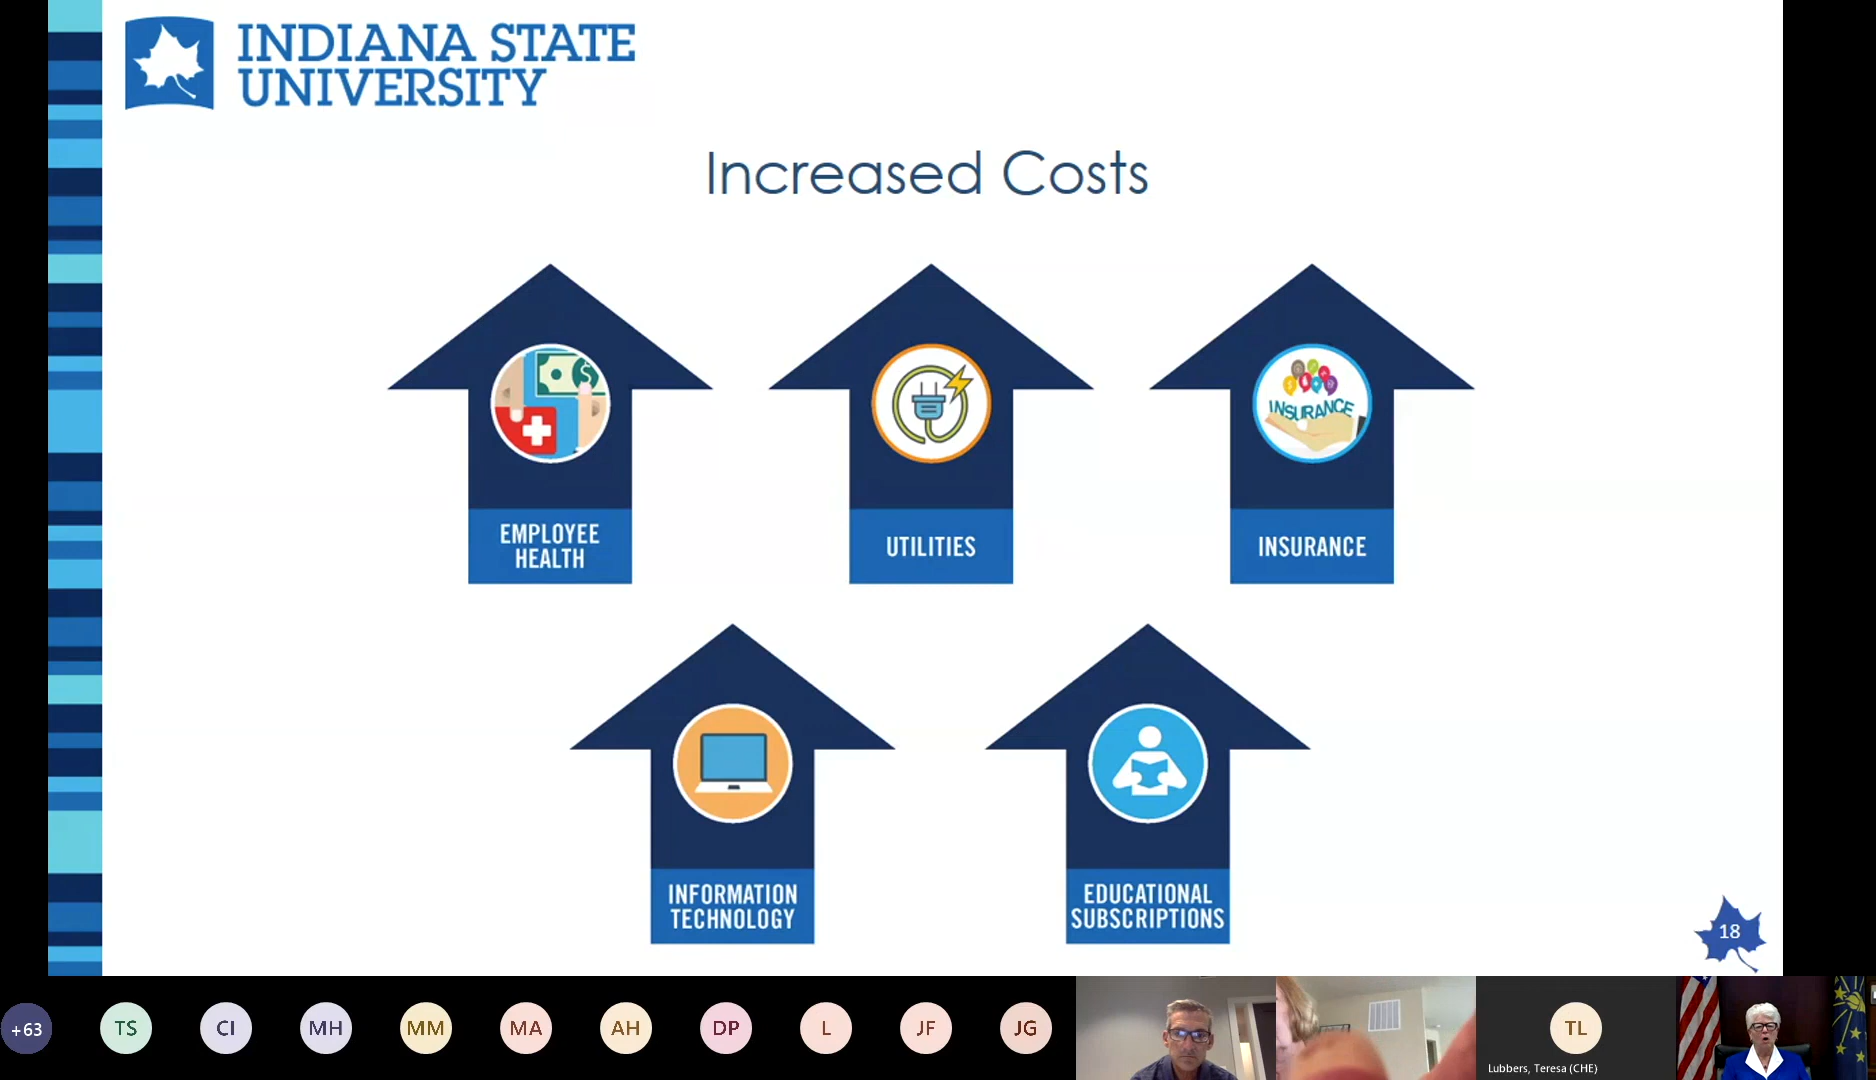 INDIANA STATE
UNIVERSITY
Increased Costs
INSURANCE
EMPLOYEE
HEALTH
UTILITIES
INSURANCE
INFORMATION
TECHNOLOGY
EDUCATIONAL
SUBSCRIPTIONS
18
+63
TS
CI
MH
MM
MA
AH
DP
L
JF
JG
TL
Lubbers, Teresa (CHE)